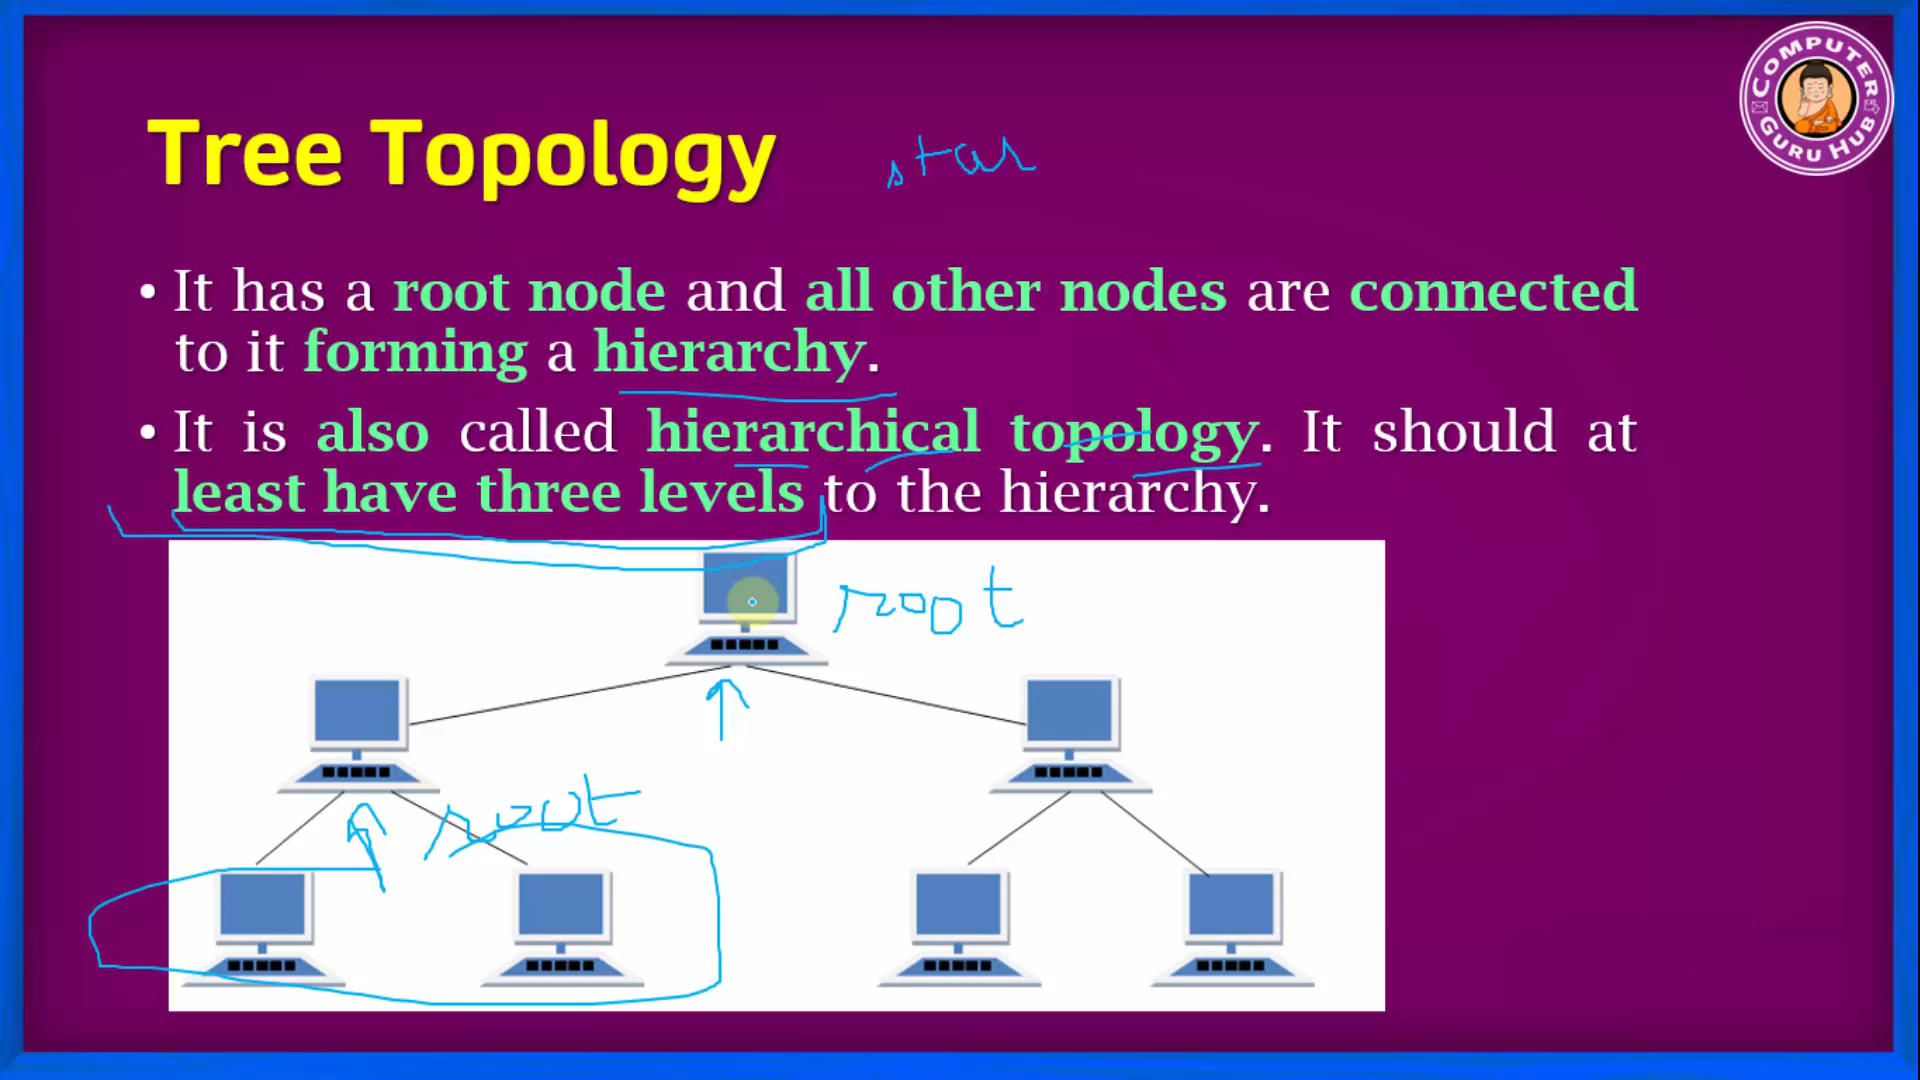 COMPUTER
GURU HUB
Tree Topology
star
• It has a root node and all other nodes are connected
to it forming a hierarchy.
• It is also called hierarchical topology. It should at
least have three levels to the hierarchy.
root
root